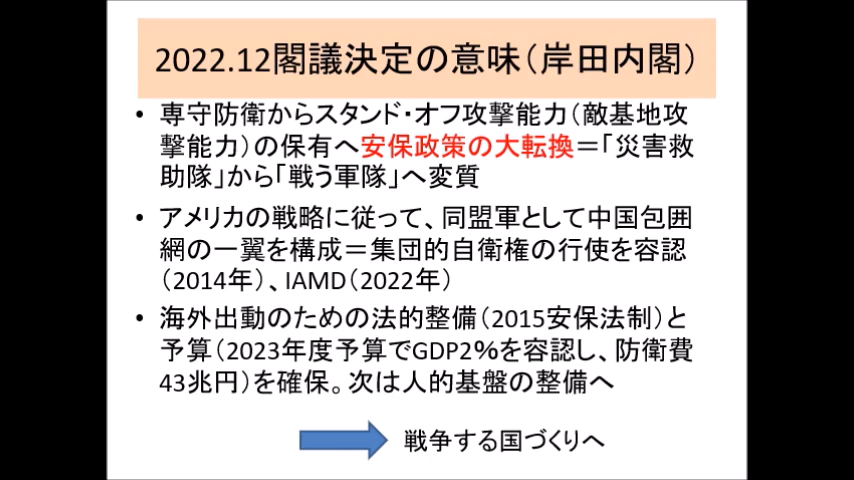 2022.12閣議決定の意味（岸田内閣）
• 専守防衛からスタンド・オフ攻撃能力（敵基地攻
撃能力）の保有へ安保政策の大転換＝「災害救
助隊」から「戦う軍隊」へ変質
• アメリカの戦略に従って、同盟軍として中国包囲
網の一翼を構成＝集団的自衛権の行使を容認
（2014年）、IAMD（2022年）
• 海外出動のための法的整備（2015安保法制）と
予算（2023年度予算でGDP2％を容認し、防衛費
43兆円）を確保。次は人的基盤の整備へ
戦争する国づくりへ